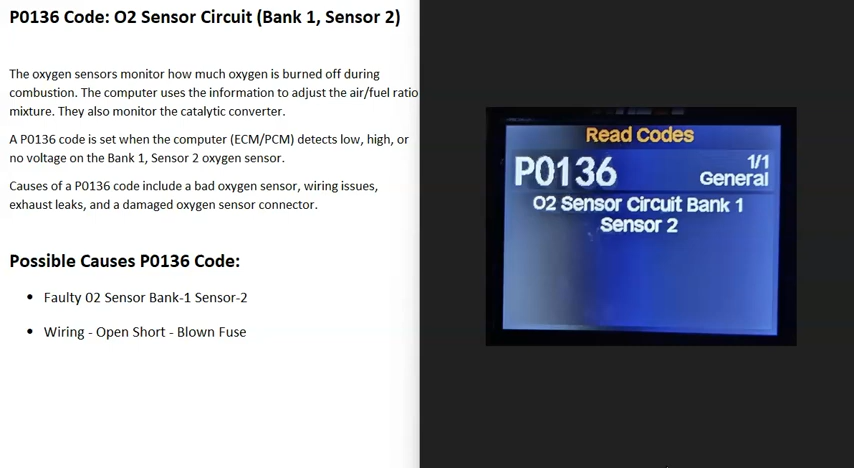 P0136 Code: O2 Sensor Circuit (Bank 1, Sensor 2)
The oxygen sensors monitor how much oxygen is burned off during
combustion. The computer uses the information to adjust the air/fuel ratio
mixture. They also monitor the catalytic converter.
A P0136 code is set when the computer (ECM/PCM) detects low, high, or
no voltage on the Bank 1, Sensor 2 oxygen sensor.
Causes of a P0136 code include a bad oxygen sensor, wiring issues,
exhaust leaks, and a damaged oxygen sensor connector.
Possible Causes P0136 Code:
• Faulty 02 Sensor Bank-1 Sensor-2
• Wiring - Open Short - Blown Fuse
Read Codes
P0136
1/1
General
O2 Sensor Circuit Bank 1
Sensor 2